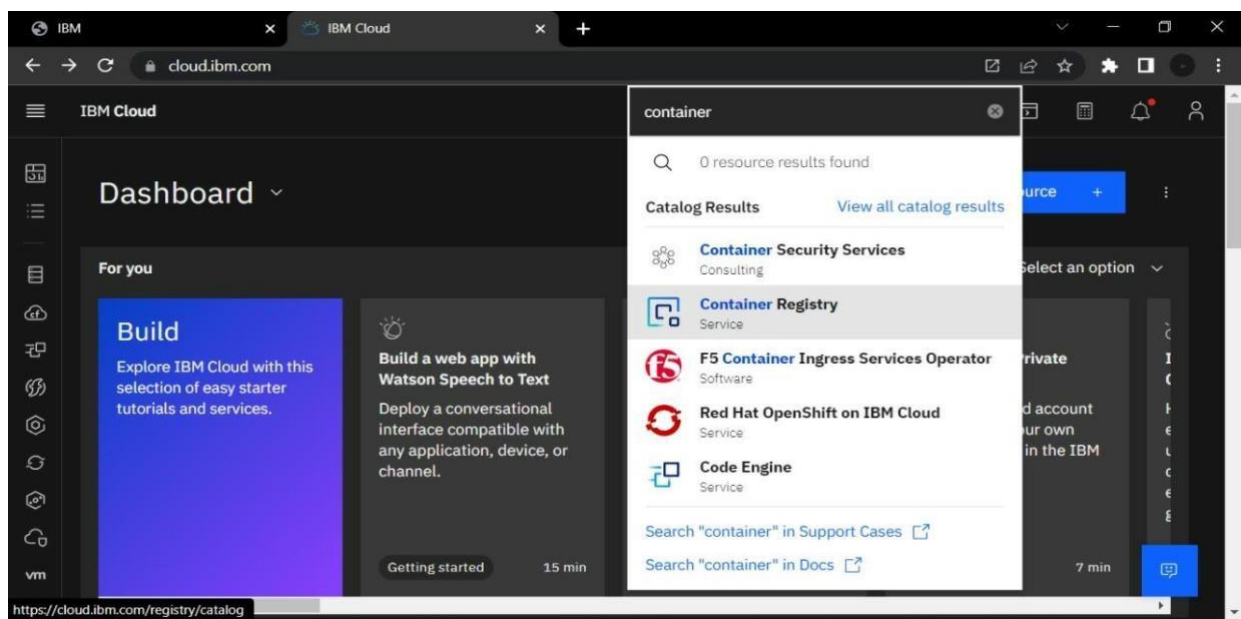 IBM
IBM Cloud
cloud.ibm.com
IBM Cloud
container
0 resource results found
Dashboard
Catalog Results View all catalog results
urce +
Container Security Services
Consulting
For you
Select an option
Container Registry
Service
Build
Explore IBM Cloud with this
selection of easy starter
tutorials and services.
Build a web app with
Watson Speech to Text
Deploy a conversational
interface compatible with
any application, device, or
channel.
Getting started 15 min
F5 Container Ingress Services Operator
Software
Red Hat OpenShift on IBM Cloud
Service
Code Engine
Service
Search "container" in Support Cases
Search "container" in Docs
rivate
d account
ur own
in the IBM
7 min
vm
https://cloud.ibm.com/registry/catalog